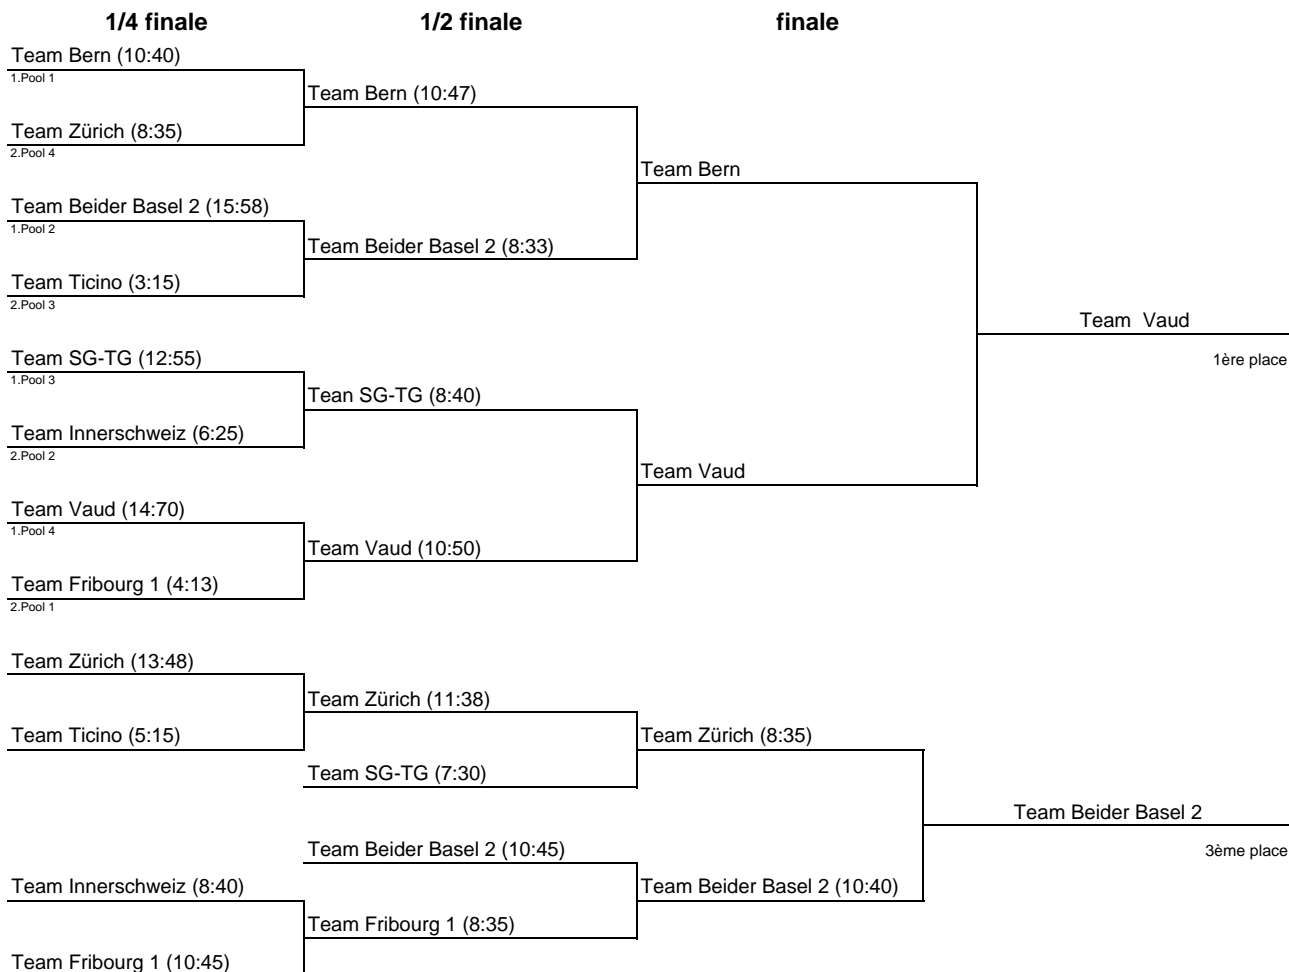 1/4 finale 1/2 finale finale
Team Bern (10:40)
1.Pool 1
Team Bern (10:47)
Team Zürich (8:35)
2.Pool 4
Team Bern
Team Beider Basel 2 (15:58)
1.Pool 2
Team Beider Basel 2 (8:33)
Team Ticino (3:15)
2.Pool 3
Team  Vaud
1ère place
Team SG-TG (12:55)
1.Pool 3
Tean SG-TG (8:40)
Team Innerschweiz (6:25)
2.Pool 2
Team Vaud
Team Vaud (14:70)
1.Pool 4
Team Vaud (10:50)
Team Fribourg 1 (4:13)
2.Pool 1
Team Zürich (13:48)
Team Zürich (11:38)
Team Ticino (5:15)
Team Zürich (8:35)
Team SG-TG (7:30)
Team Beider Basel 2
3ème place
Team Beider Basel 2 (10:45)
Team Innerschweiz (8:40)
Team Beider Basel 2 (10:40)
Team Fribourg 1 (8:35)
Team Fribourg 1 (10:45)